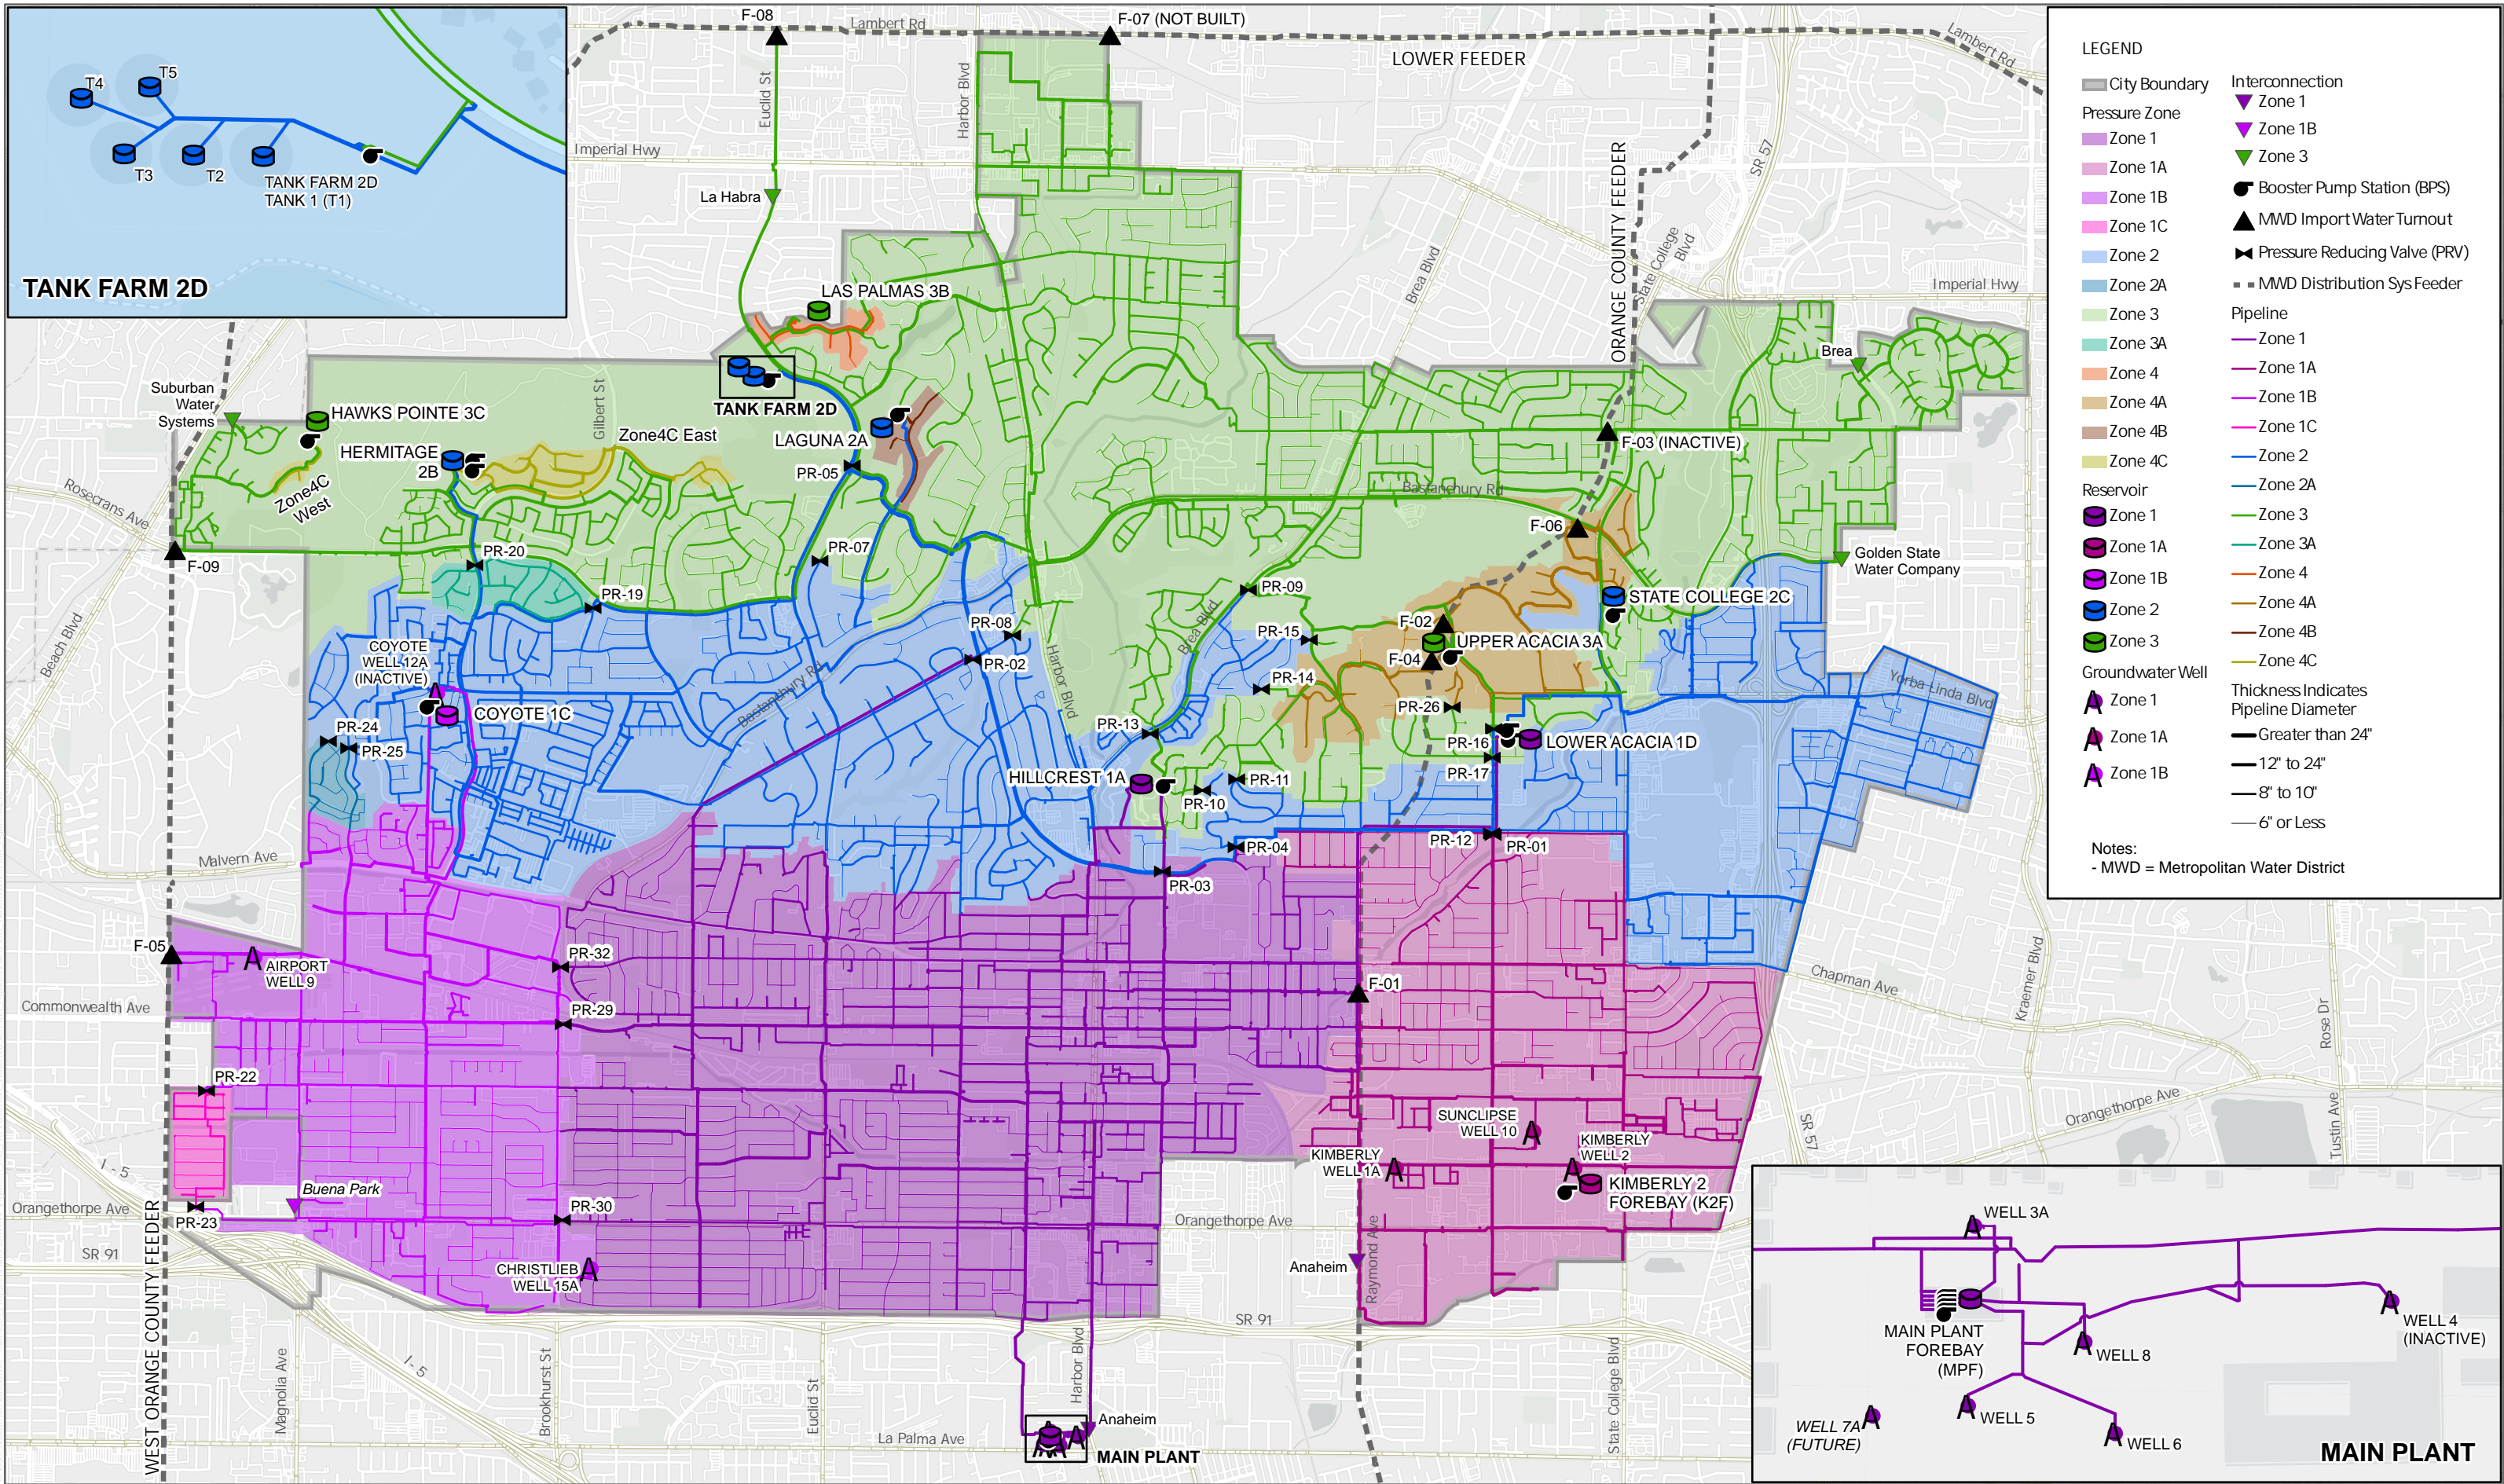 T4
T5
T3
T2
TANK FARM 2D
TANK 1 (T1)
TANK FARM 2D
F-08
Lambert Rd
F-07 (NOT BUILT)
LOWER FEEDER
Lambert Rd
Euclid St
Harbor Blvd
Imperial Hwy
La Habra
ORANGE COUNTY FEEDER
SR 57
State College
Blvd
Brea Blvd
Imperial Hwy
LAS PALMAS 3B
Brea
Suburban
Water
Systems
HAWKS POINTE 3C
Gilbert St
TANK FARM 2D
Zone4C East
LAGUNA 2A
HERMITAGE
2B
PR-05
F-03 (INACTIVE)
Zone4C
West
Rosecrans Ave
Bastanchury Rd
F-06
F-09
PR-20
PR-07
Golden State
Water Company
PR-19
PR-09
STATE COLLEGE 2C
Beach Blvd
PR-08
Brea Blvd
PR-15
F-02
UPPER ACACIA 3A
COYOTE
WELL 12A
(INACTIVE)
PR-02
Harbor Blvd
F-04
PR-14
Bastanchury Rd
Yorba Linda Blvd
COYOTE 1C
PR-26
PR-24
PR-25
PR-13
PR-16
LOWER ACACIA 1D
PR-17
HILLCREST 1A
PR-11
PR-10
PR-12
PR-01
PR-04
Malvern Ave
PR-03
F-05
AIRPORT
WELL 9
PR-32
Chapman Ave
Kraemer Blvd
F-01
Commonwealth Ave
PR-29
Rose Dr
PR-22
Orangethorpe Ave
SUNCLIPSE
WELL 10
KIMBERLY
WELL 2
SR 57
Tustin Ave
KIMBERLY
WELL 1A
I - 5
Buena Park
KIMBERLY 2
FOREBAY (K2F)
Orangethorpe Ave
PR-23
PR-30
Orangethorpe Ave
SR 91
CHRISTLIEB
WELL 15A
Anaheim
Raymond Ave
WEST ORANGE COUNTY FEEDER
SR 91
I - 5
Magnolia Ave
Brookhurst St
Euclid St
Harbor Blvd
State College Blvd
La Palma Ave
Anaheim
MAIN PLANT
LEGEND
City Boundary
Pressure Zone
Zone 1
Zone 1A
Zone 1B
Zone 1C
Zone 2
Zone 2A
Zone 3
Zone 3A
Zone 4
Zone 4A
Zone 4B
Zone 4C
Reservoir
Zone 1
Zone 1A
Zone 1B
Zone 2
Zone 3
Groundwater Well
Zone 1
Zone 1A
Zone 1B
Interconnection
Zone 1
Zone 1B
Zone 3
Booster Pump Station (BPS)
MWD Import Water Turnout
Pressure Reducing Valve (PRV)
MWD Distribution Sys Feeder
Pipeline
Zone 1
Zone 1A
Zone 1B
Zone 1C
Zone 2
Zone 2A
Zone 3
Zone 3A
Zone 4
Zone 4A
Zone 4B
Zone 4C
Thickness Indicates
Pipeline Diameter
Greater than 24"
12" to 24"
8" to 10"
6" or Less
Notes:
- MWD = Metropolitan Water District
WELL 3A
MAIN PLANT
FOREBAY
(MPF)
WELL 4
(INACTIVE)
WELL 8
WELL 5
WELL 7A
(FUTURE)
WELL 6
MAIN PLANT